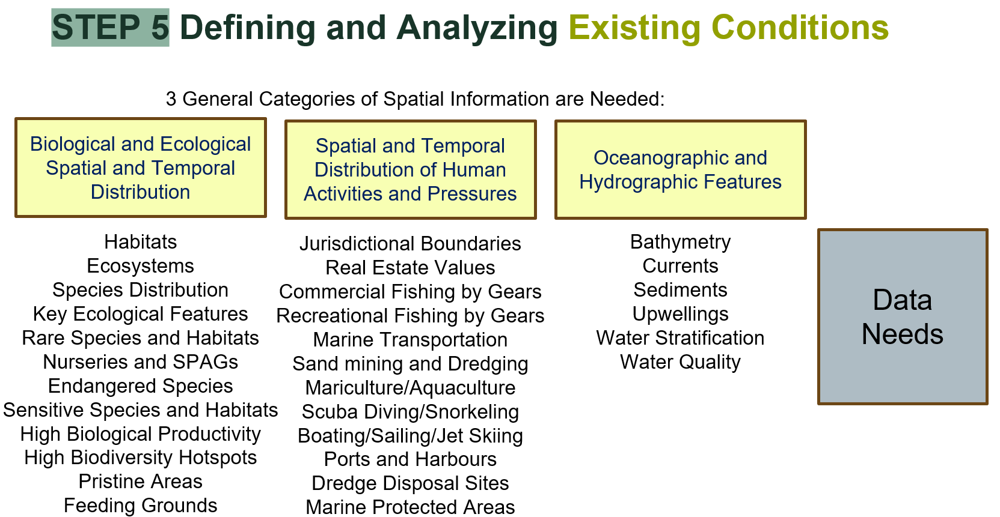 STEP 5 Defining and Analyzing Existing Conditions
3 General Categories of Spatial Information are Needed:
Biological and Ecological
Spatial and Temporal
Distribution
Habitats
Ecosystems
Species Distribution
Key Ecological Features
Rare Species and Habitats
Nurseries and SPAGs
Endangered Species
Sensitive Species and Habitats
High Biological Productivity
High Biodiversity Hotspots
Pristine Areas
Feeding Grounds
Spatial and Temporal
Distribution of Human
Activities and Pressures
Jurisdictional Boundaries
Real Estate Values
Commercial Fishing by Gears
Recreational Fishing by Gears
Marine Transportation
Sand mining and Dredging
Mariculture/Aquaculture
Scuba Diving/Snorkeling
Boating/Sailing/Jet Skiing
Ports and Harbours
Dredge Disposal Sites
Marine Protected Areas
Oceanographic and
Hydrographic Features
Bathymetry
Currents
Sediments
Upwellings
Water Stratification
Water Quality
Data
Needs